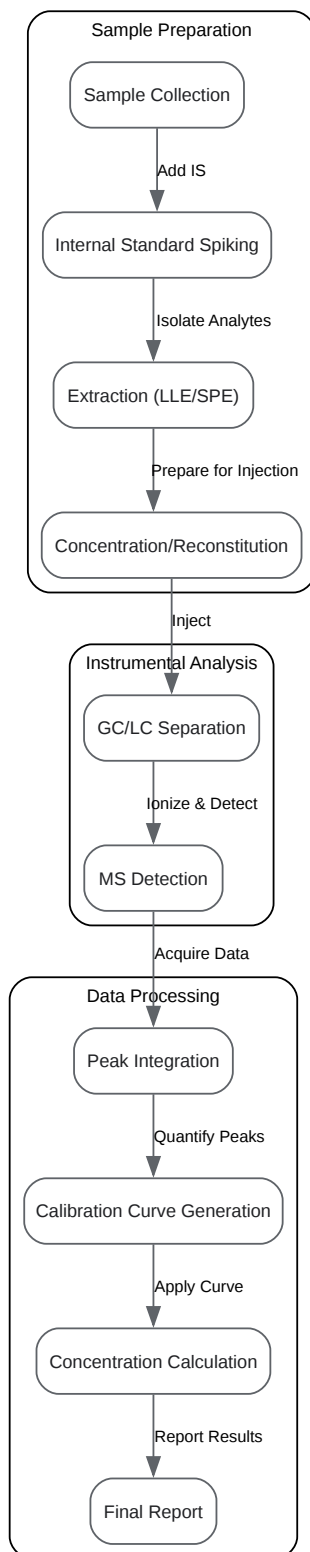 Sample Preparation
Sample Collection
Add IS
Internal Standard Spiking
Isolate Analytes
Extraction (LLE/SPE)
Prepare for Injection
Concentration/Reconstitution
Inject
Instrumental Analysis
GC/LC Separation
Ionize & Detect
MS Detection
Acquire Data
Data Processing
Peak Integration
Quantify Peaks
Calibration Curve Generation
Apply Curve
Concentration Calculation
Report Results
Final Report